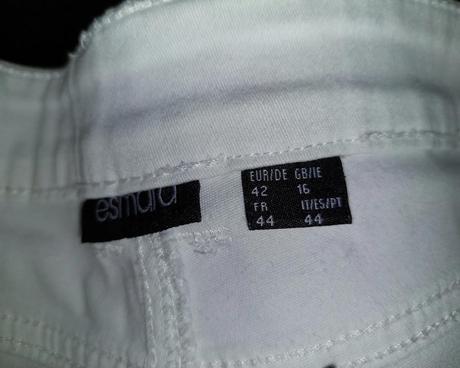 esmara
EUR/DE GB/IE
42 16
FR IT/ES/PT
44 44